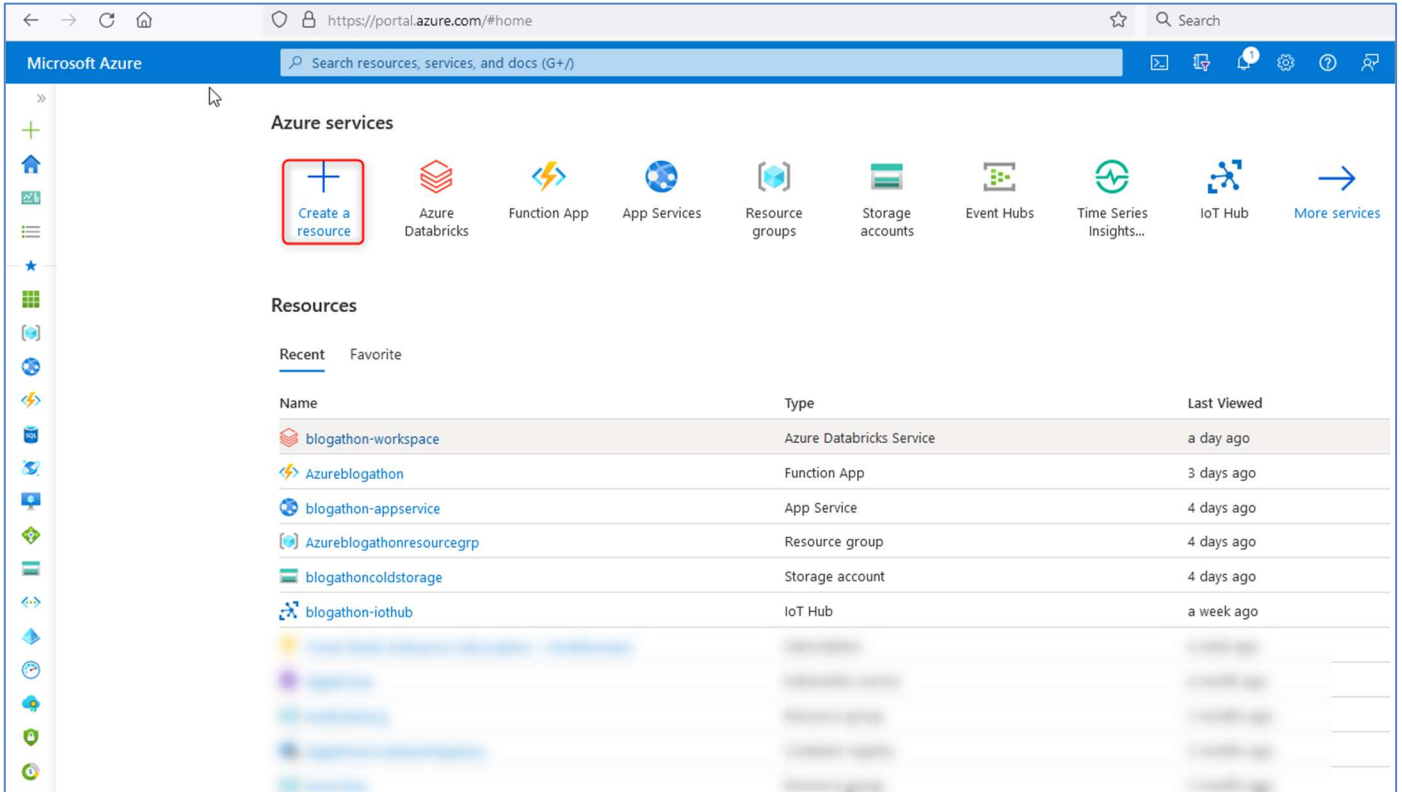 https://portal.azure.com/#home
Search
Microsoft Azure
Search resources, services, and docs (G+/)
1
Azure services
Create a resource
Azure Databricks
Function App
App Services
Resource groups
Storage accounts
Event Hubs
Time Series Insights...
IoT Hub
More services
Resources
Recent Favorite
Name Type Last Viewed
blogathon-workspace Azure Databricks Service a day ago
Azureblogathon Function App 3 days ago
blogathon-appservice App Service 4 days ago
Azureblogathonresourcegrp Resource group 4 days ago
blogathoncoldstorage Storage account 4 days ago
blogathon-iothub IoT Hub a week ago
SQL